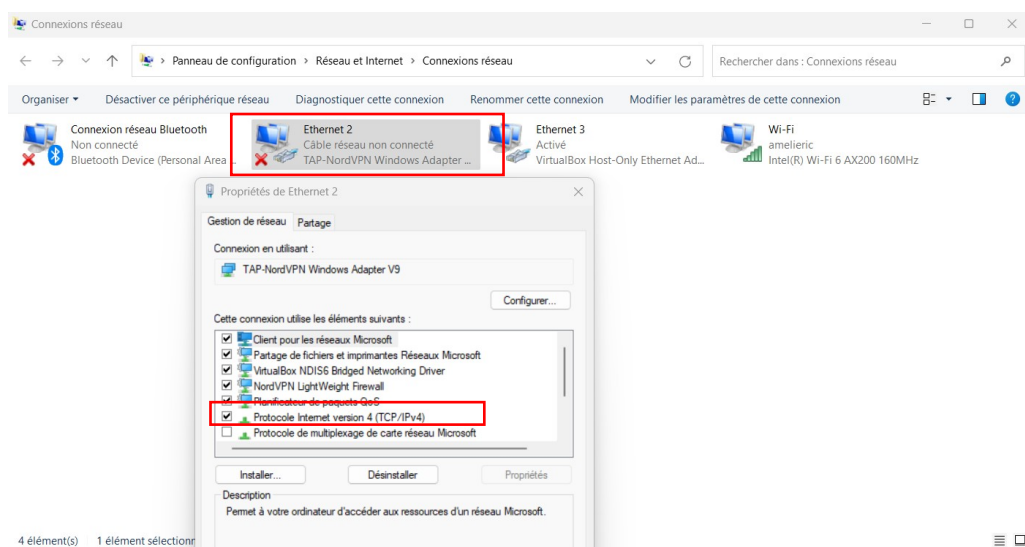 Connexions réseau
Panneau de configuration > Réseau et Internet > Connexions réseau
Rechercher dans : Connexions réseau
Organiser
Désactiver ce périphérique réseau
Diagnostiquer cette connexion
Renommer cette connexion
Modifier les paramètres de cette connexion
Connexion réseau Bluetooth
Non connecté
Bluetooth Device (Personal Area ...
Ethernet 2
Câble réseau non connecté
TAP-NordVPN Windows Adapter ...
Ethernet 3
Activé
VirtualBox Host-Only Ethernet Ad...
Wi-Fi
amelieric
Intel(R) Wi-Fi 6 AX200 160MHz
Propriétés de Ethernet 2
Gestion de réseau
Partage
Connexion en utilisant :
TAP-NordVPN Windows Adapter V9
Configurer...
Cette connexion utilise les éléments suivants :
Client pour les réseaux Microsoft
Partage de fichiers et imprimantes Réseaux Microsoft
VirtualBox NDIS6 Bridged Networking Driver
NordVPN LightWeight Firewall
Planificateur de paquets QoS
Protocole Internet version 4 (TCP/IPv4)
Protocole de multiplexage de carte réseau Microsoft
Installer...
Désinstaller
Propriétés
Description
Permet à votre ordinateur d'accéder aux ressources d'un réseau Microsoft.
4 élément(s)
1 élément sélectionn